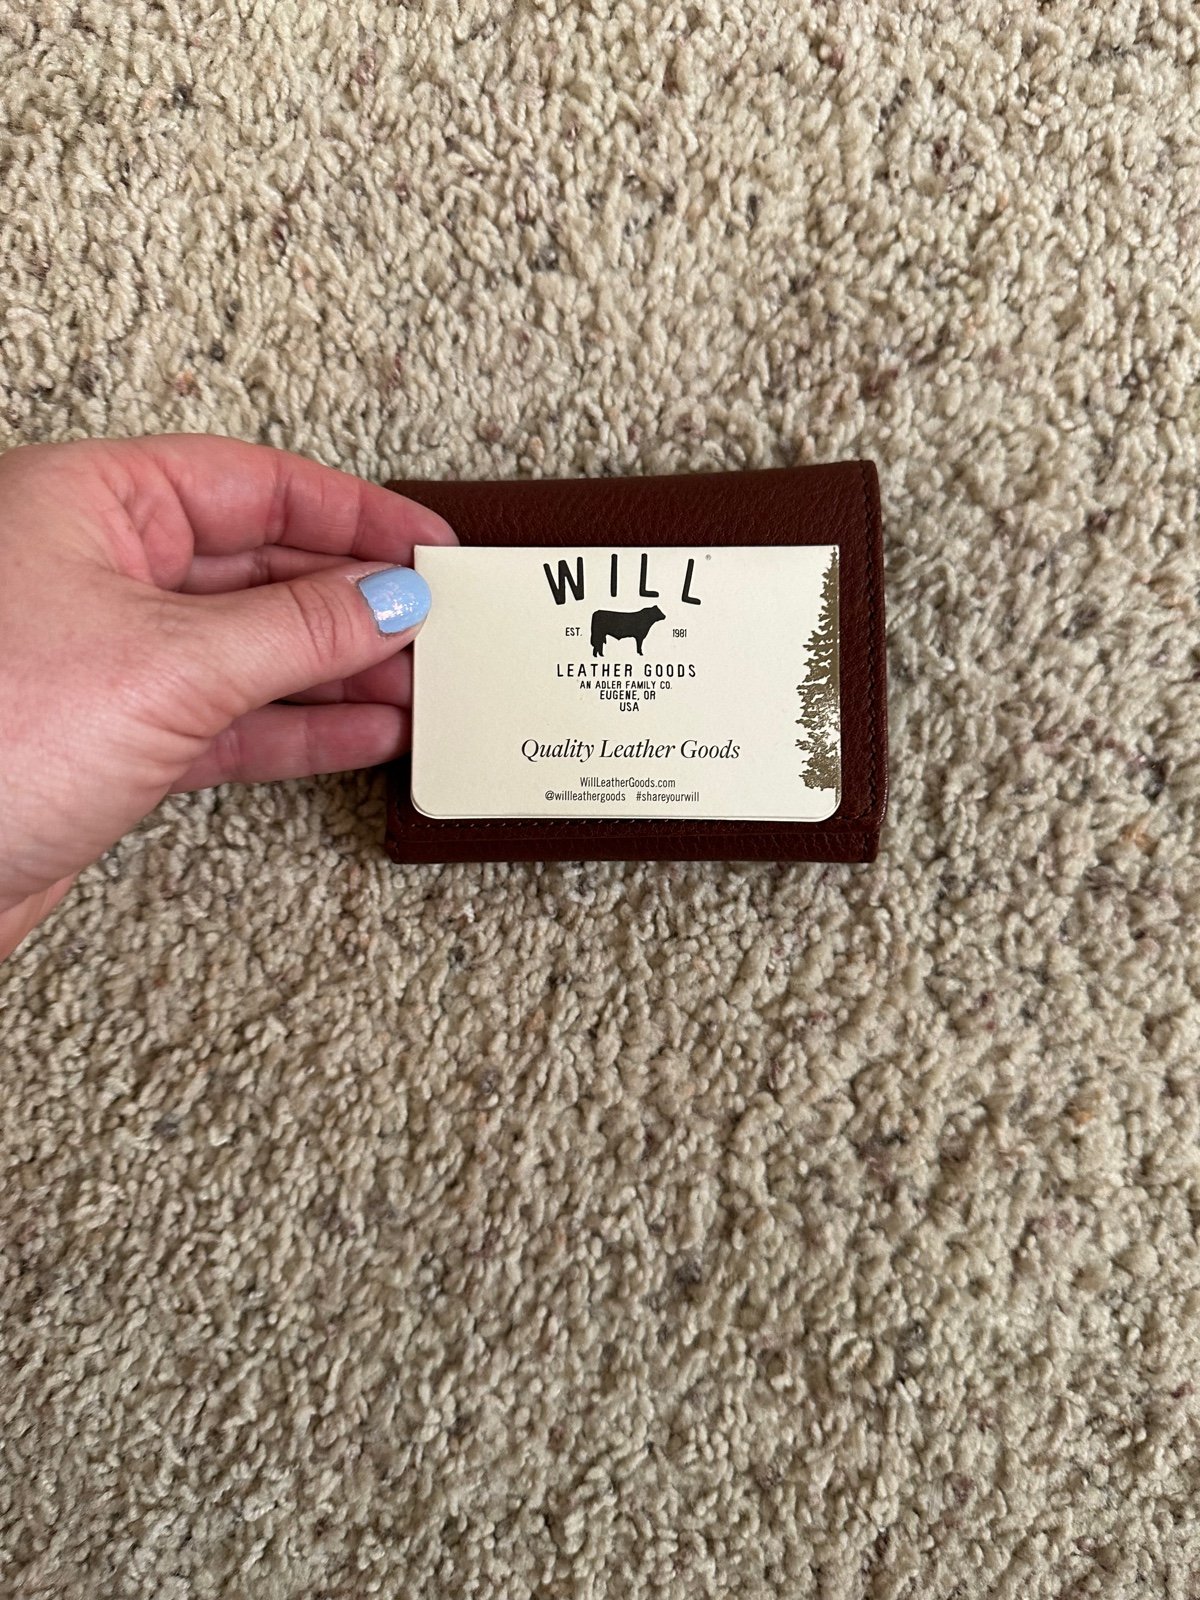 WILL®
EST. 1981
LEATHER GOODS
AN ADLER FAMILY CO.
EUGENE, OR
USA
Quality Leather Goods
WillLeatherGoods.com
@willleathergoods #shareyourwill